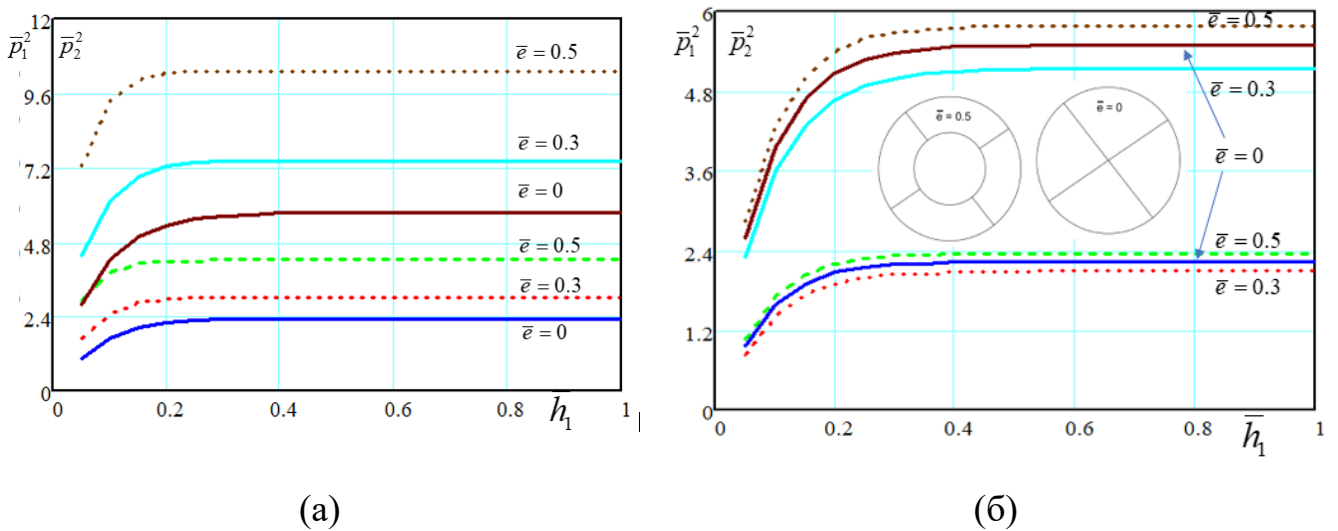 12
p̄₁² p̄₂²
ē = 0.5
9.6
ē = 0.3
7.2
ē = 0
4.8
ē = 0.5
ē = 0.3
2.4
ē = 0
0
0 0.2 0.4 0.6 0.8 h̄₁ 1
(а)
6
p̄₁² p̄₂²
ē = 0.5
4.8
ē = 0.3
ē = 0.5
ē = 0
3.6
ē = 0
2.4
ē = 0.5
ē = 0.3
1.2
0
0 0.2 0.4 0.6 0.8 h̄₁ 1
(б)